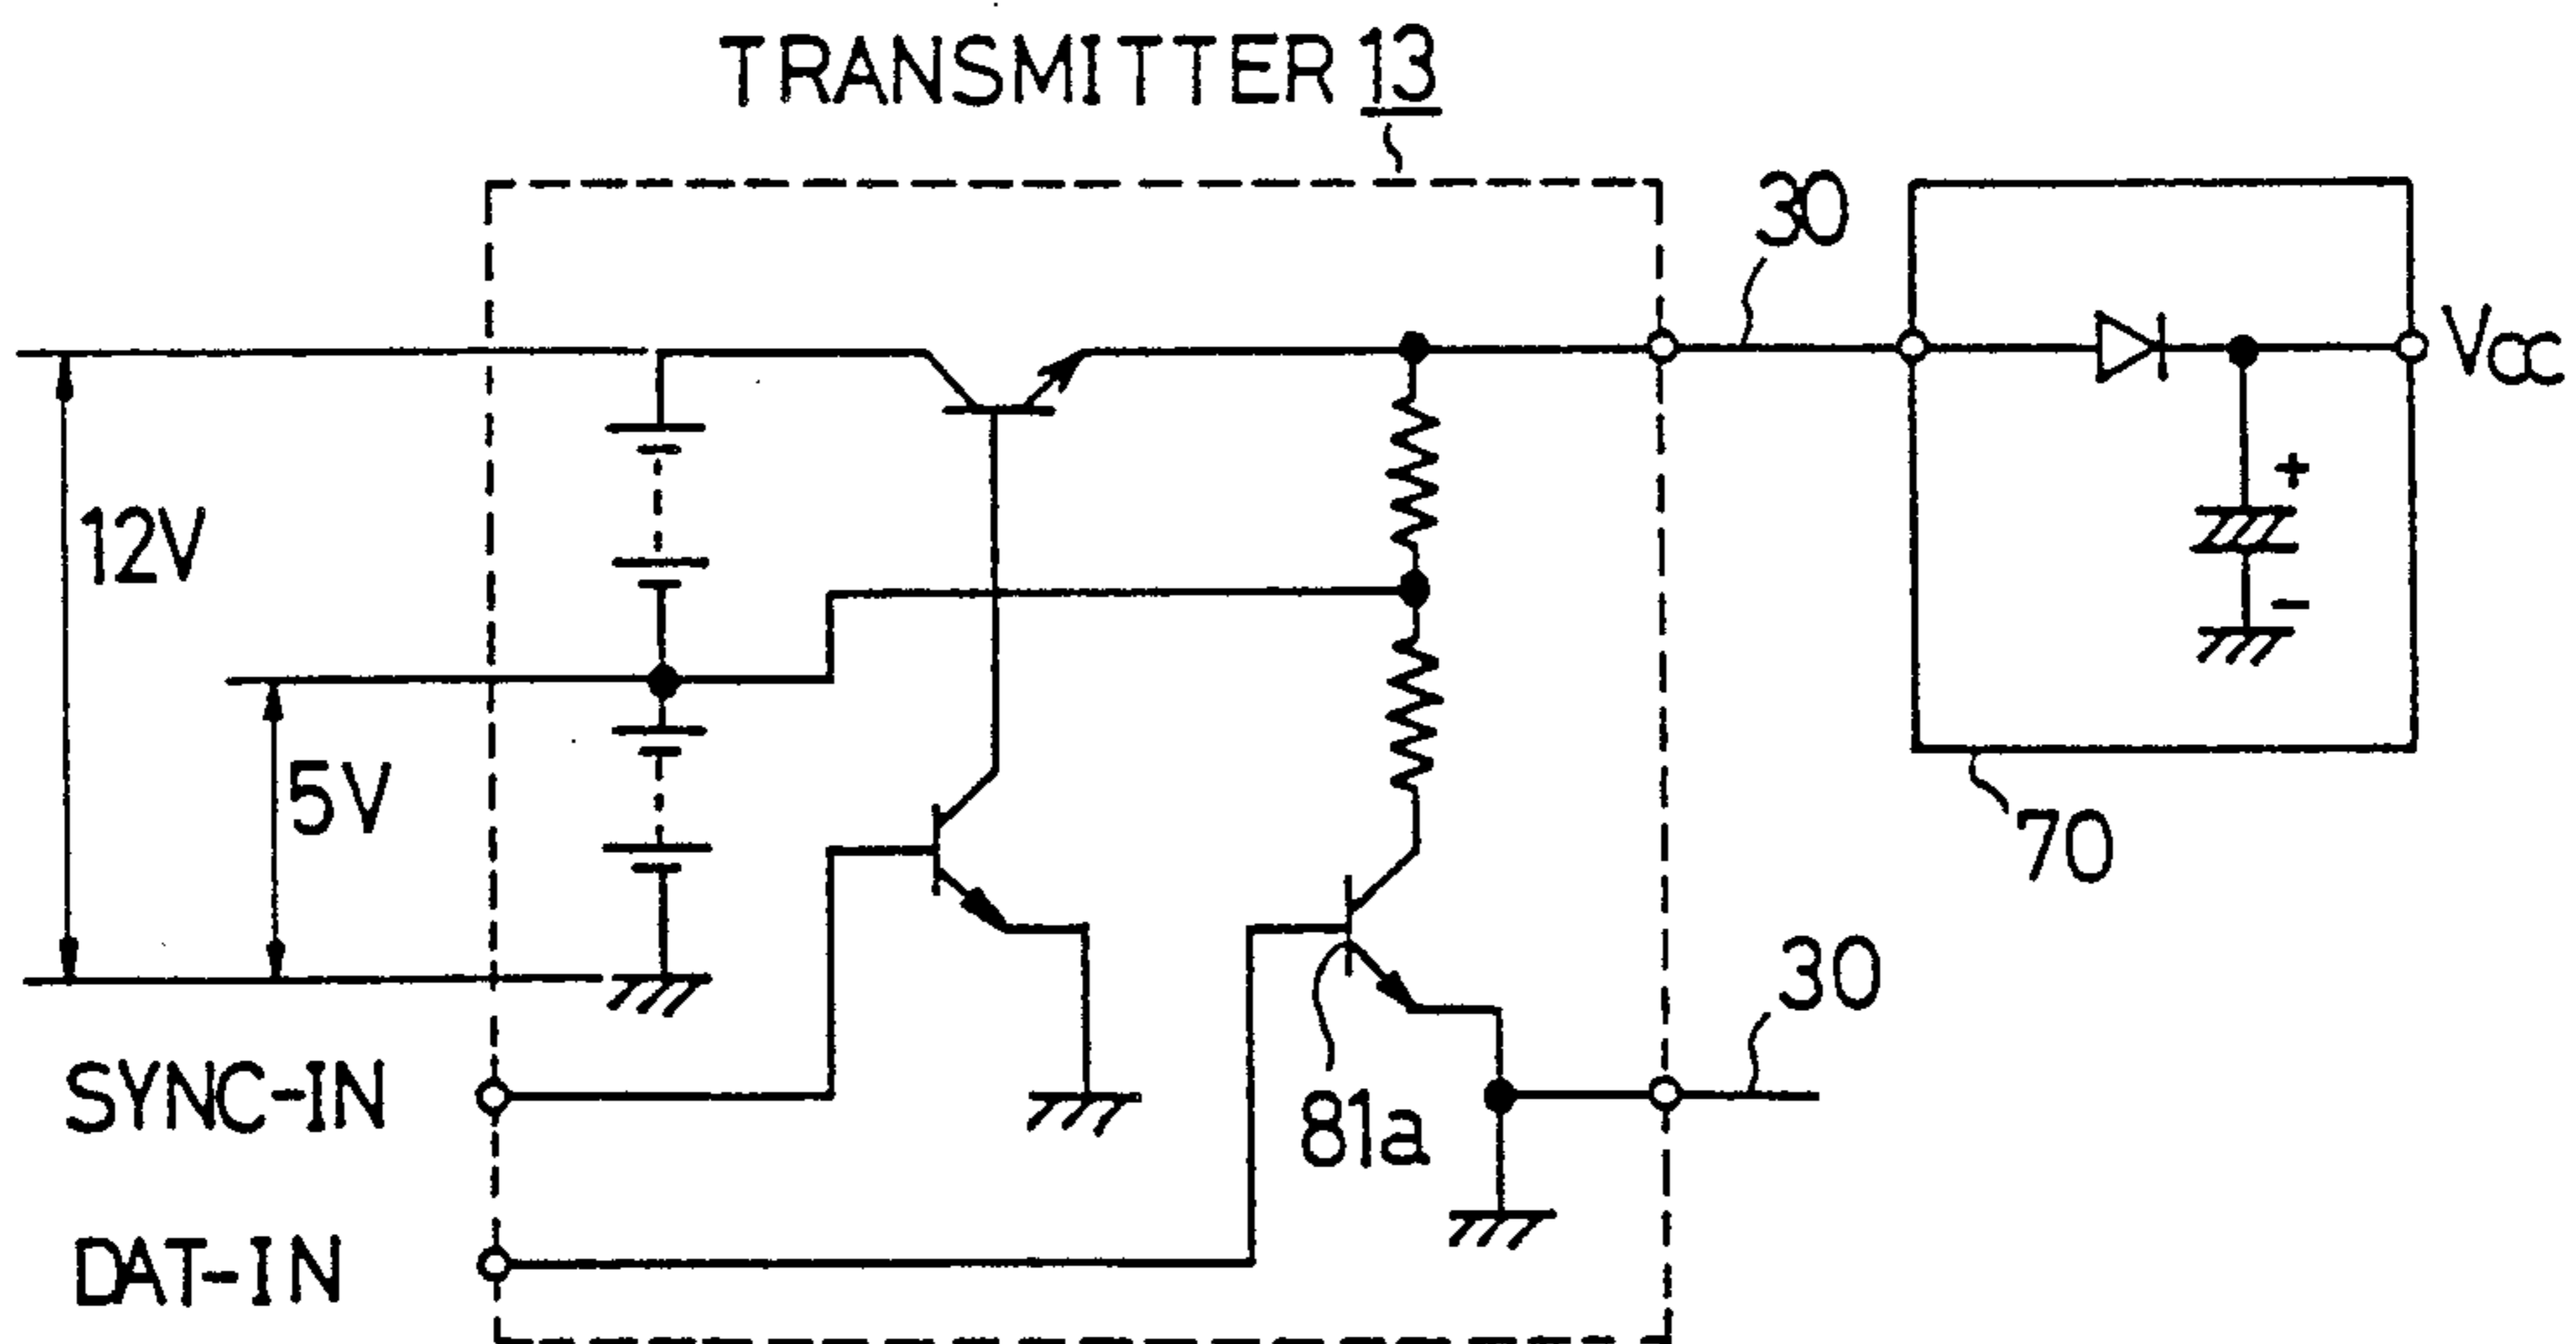 TRANSMITTER 13
30
VCC
12V
+
-
5V
70
30
SYNC-IN
81a
DAT-IN